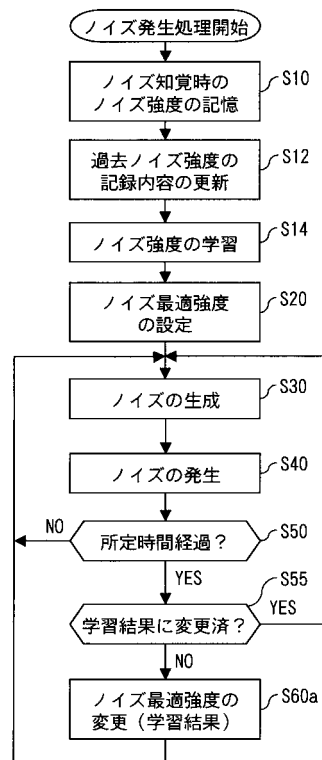 ノイズ発生処理開始
ノイズ知覚時の
ノイズ強度の記憶
S10
過去ノイズ強度の
記録内容の更新
S12
ノイズ強度の学習
S14
ノイズ最適強度
の設定
S20
ノイズの生成
S30
ノイズの発生
S40
所定時間経過?
S50
NO
YES
学習結果に変更済?
S55
YES
NO
ノイズ最適強度の
変更(学習結果)
S60a